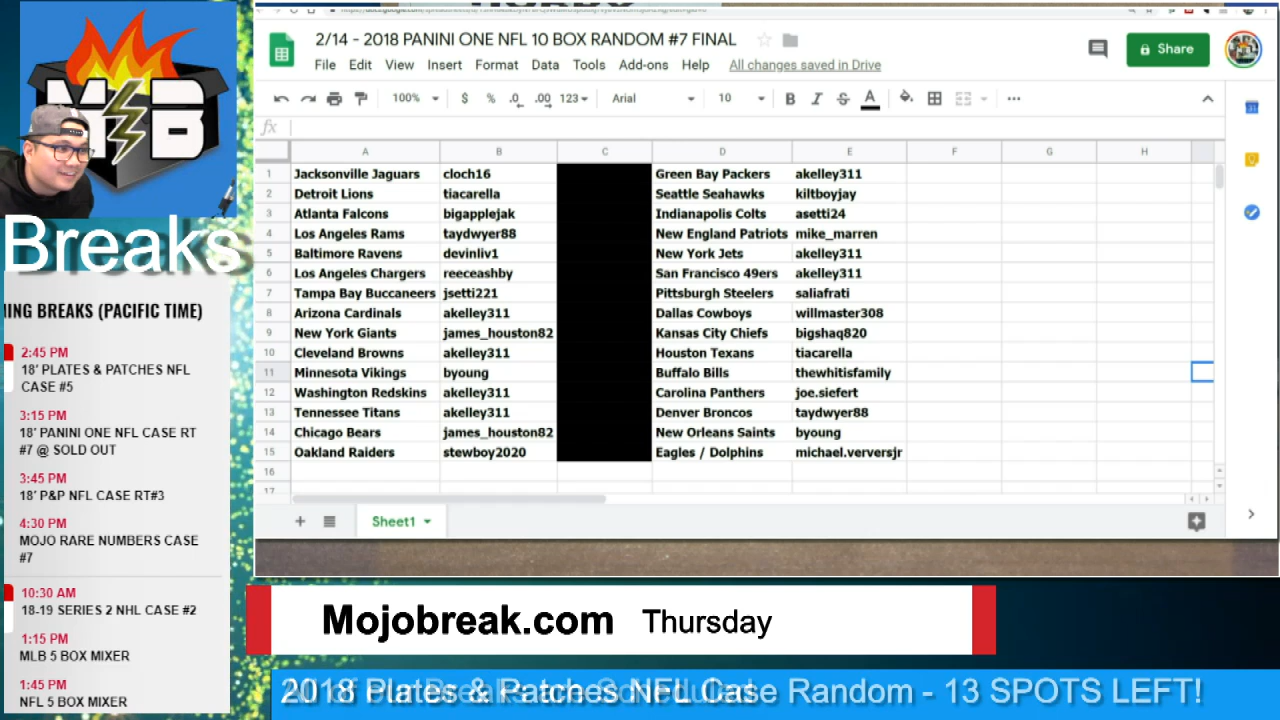 MB
Breaks
ING BREAKS (PACIFIC TIME)
2:45 PM
18' PLATES & PATCHES NFL
CASE #5
3:15 PM
18' PANINI ONE NFL CASE RT
#7 @ SOLD OUT
3:45 PM
18' P&P NFL CASE RT#3
4:30 PM
MOJO RARE NUMBERS CASE
#7
10:30 AM
18-19 SERIES 2 NHL CASE #2
1:15 PM
MLB 5 BOX MIXER
1:45 PM
NFL 5 BOX MIXER
2/14 - 2018 PANINI ONE NFL 10 BOX RANDOM #7 FINAL
File Edit View Insert Format Data Tools Add-ons Help All changes saved in Drive
Share
100% $ % .0 .00 123 Arial 10 B I S A
fx
A B C D E F G H
1 Jacksonville Jaguars cloch16 Green Bay Packers akelley311
2 Detroit Lions tiacarella Seattle Seahawks kiltboyjay
3 Atlanta Falcons bigapplejak Indianapolis Colts asetti24
4 Los Angeles Rams taydwyer88 New England Patriots mike_marren
5 Baltimore Ravens devinliv1 New York Jets akelley311
6 Los Angeles Chargers reeceashby San Francisco 49ers akelley311
7 Tampa Bay Buccaneers jsetti221 Pittsburgh Steelers saliafrati
8 Arizona Cardinals akelley311 Dallas Cowboys willmaster308
9 New York Giants james_houston82 Kansas City Chiefs bigshaq820
10 Cleveland Browns akelley311 Houston Texans tiacarella
11 Minnesota Vikings byoung Buffalo Bills thewhitisfamily
12 Washington Redskins akelley311 Carolina Panthers joe.siefert
13 Tennessee Titans akelley311 Denver Broncos taydwyer88
14 Chicago Bears james_houston82 New Orleans Saints byoung
15 Oakland Raiders stewboy2020 Eagles / Dolphins michael.verversjr
16
17
Sheet1
Mojobreak.com Thursday
2018 Plates & Patches NFL Case Random - 13 SPOTS LEFT!